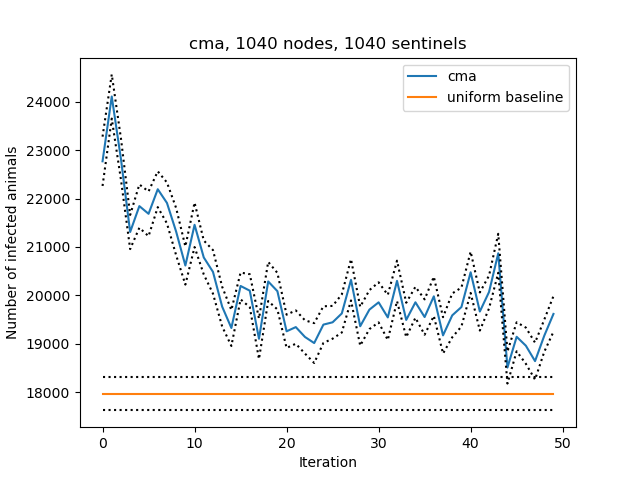 cma, 1040 nodes, 1040 sentinels
cma
uniform baseline
Number of infected animals
24000
23000
22000
21000
20000
19000
18000
0 10 20 30 40 50
Iteration